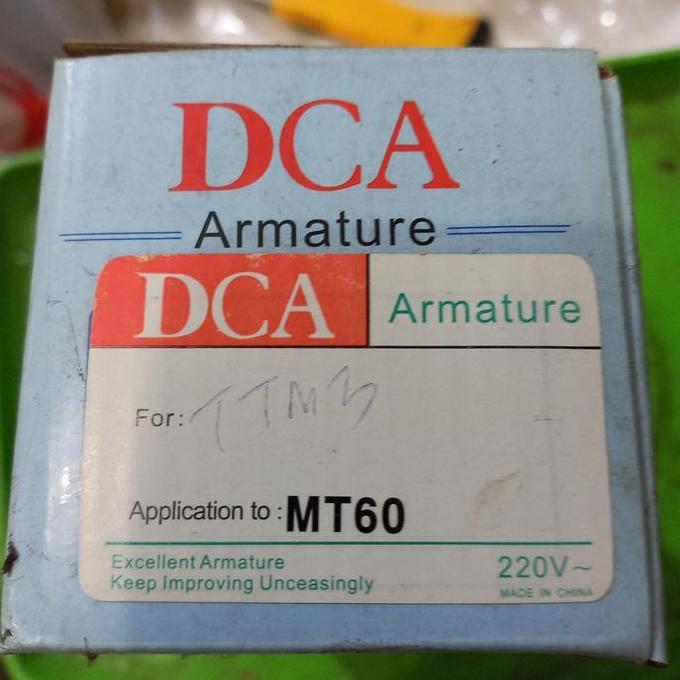 DCA
Armature
DCA Armature
For: TTM3
Application to : MT60
Excellent Armature
Keep Improving Unceasingly
220V~
MADE IN CHINA